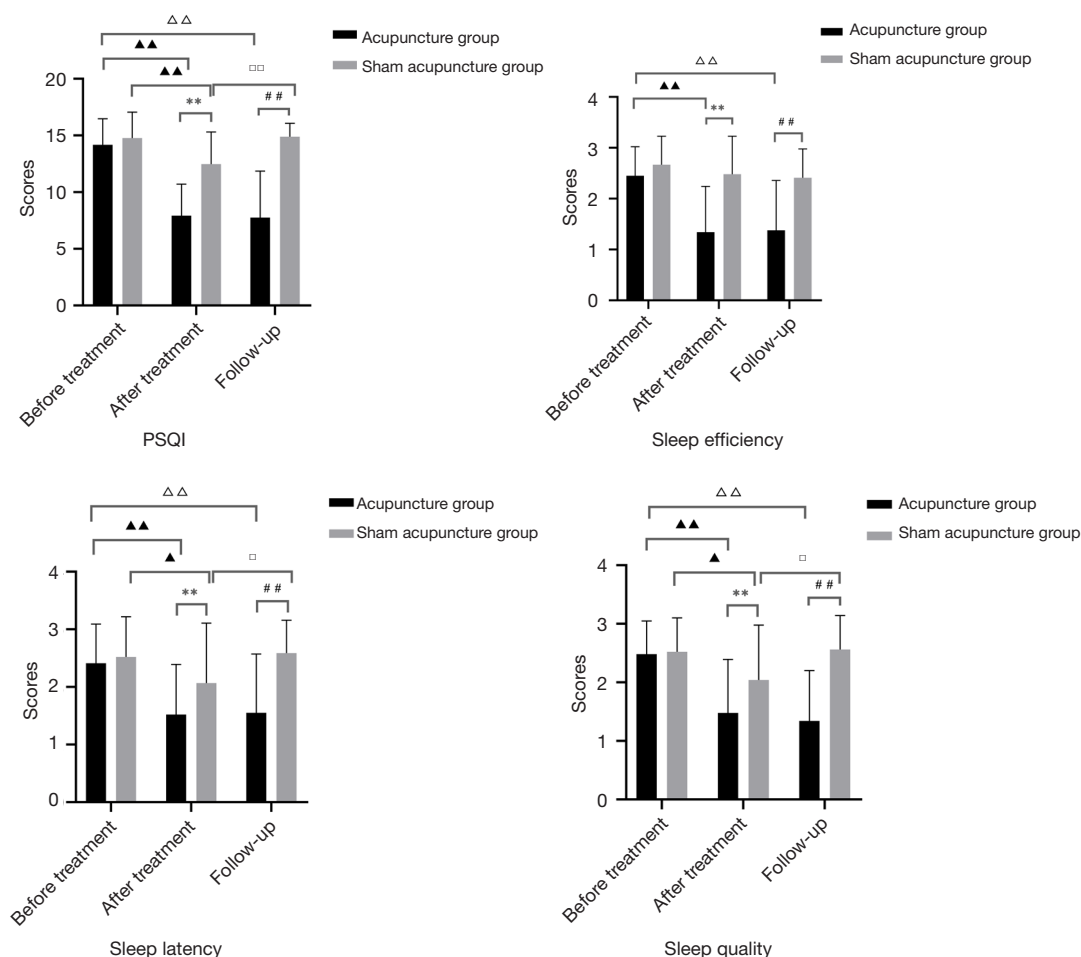 △ △
▲▲
▲▲
□□
**
# #
20
15
10
5
0
Scores
Before treatment
After treatment
Follow-up
PSQI
Acupuncture group
Sham acupuncture group
△ △
▲▲
**
# #
4
3
2
1
0
Scores
Before treatment
After treatment
Follow-up
Sleep efficiency
Acupuncture group
Sham acupuncture group
△ △
▲▲
▲
□
**
# #
4
3
2
1
0
Scores
Before treatment
After treatment
Follow-up
Sleep latency
Acupuncture group
Sham acupuncture group
△ △
▲▲
▲
□
**
# #
4
3
2
1
0
Scores
Before treatment
After treatment
Follow-up
Sleep quality
Acupuncture group
Sham acupuncture group